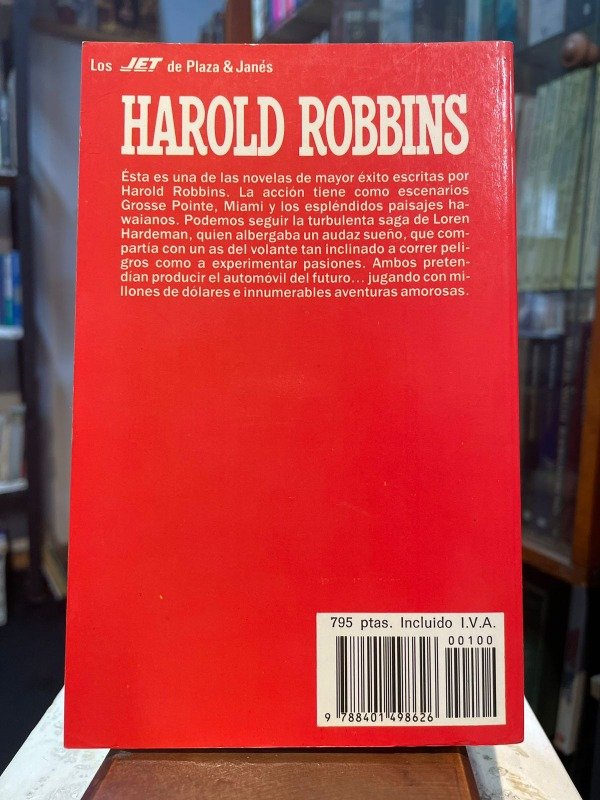 Los JET de Plaza & Janés
HAROLD ROBBINS
Ésta es una de las novelas de mayor éxito escritas por
Harold Robbins. La acción tiene como escenarios
Grosse Pointe, Miami y los espléndidos paisajes ha-
waianos. Podemos seguir la turbulenta saga de Loren
Hardeman, quien albergaba un audaz sueño, que com-
partía con un as del volante tan inclinado a correr peli-
gros como a experimentar pasiones. Ambos preten-
dían producir el automóvil del futuro... jugando con mi-
llones de dólares e innumerables aventuras amorosas.
795 ptas. Incluido I.V.A.
00100
9 788401 498626